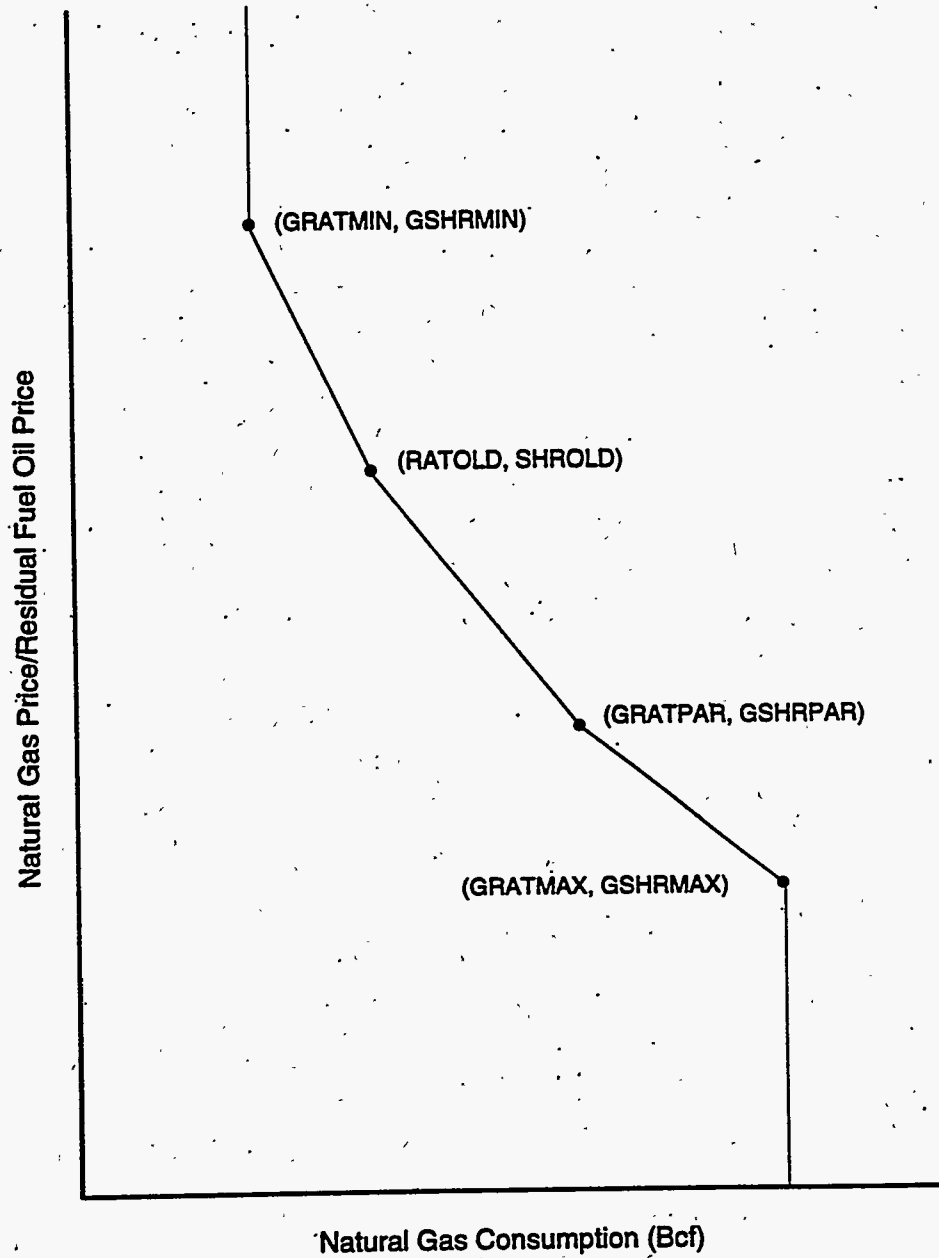 (GRATMIN, GSHRMIN)
(RATOLD, SHROLD)
(GRATPAR, GSHRPAR)
(GRATMAX, GSHRMAX)
Natural Gas Price/Residual Fuel Oil Price
Natural Gas Consumption (Bcf)